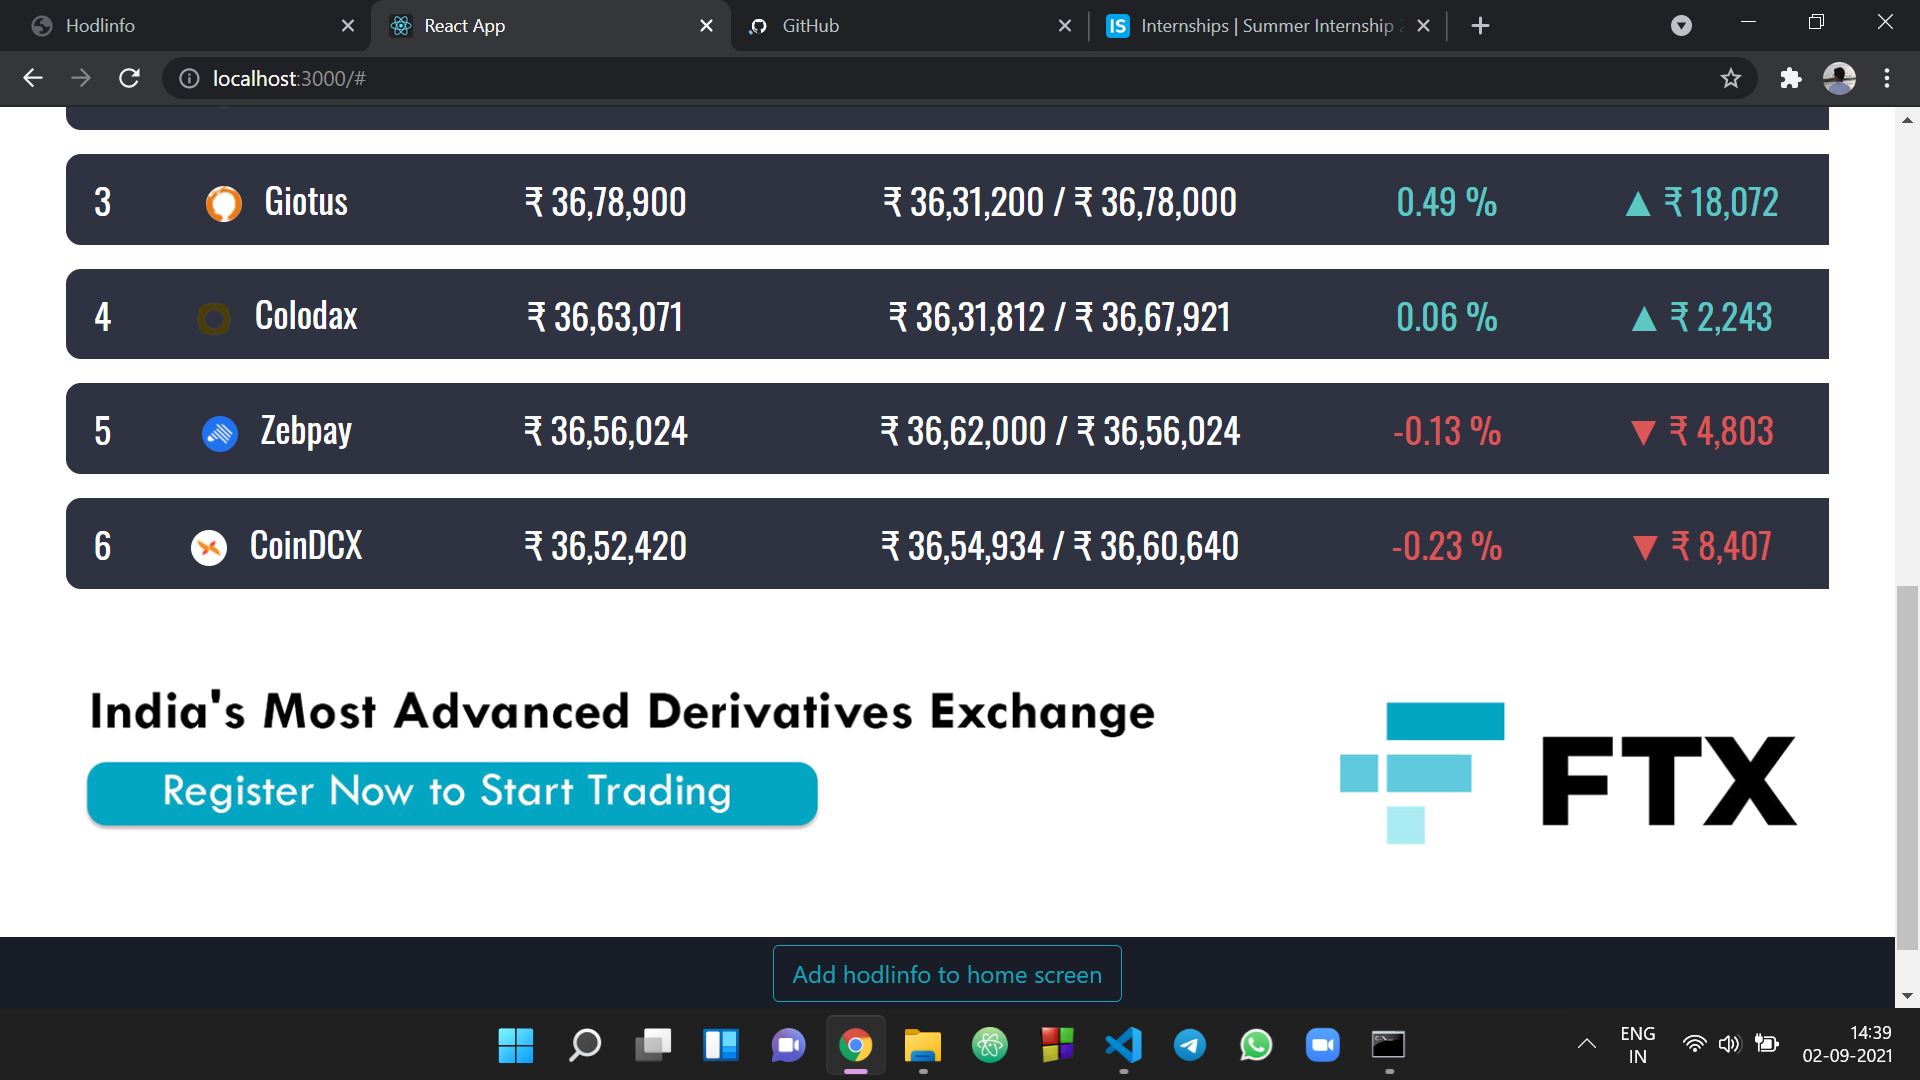 Hodlinfo
React App
GitHub
IS Internships | Summer Internship
localhost:3000/#
3 Giotus ₹ 36,78,900 ₹ 36,31,200 / ₹ 36,78,000 0.49 % ▲ ₹ 18,072
4 Colodax ₹ 36,63,071 ₹ 36,31,812 / ₹ 36,67,921 0.06 % ▲ ₹ 2,243
5 Zebpay ₹ 36,56,024 ₹ 36,62,000 / ₹ 36,56,024 -0.13 % ▼ ₹ 4,803
6 CoinDCX ₹ 36,52,420 ₹ 36,54,934 / ₹ 36,60,640 -0.23 % ▼ ₹ 8,407
India's Most Advanced Derivatives Exchange
Register Now to Start Trading
FTX
Add hodlinfo to home screen
ENG
IN
14:39
02-09-2021